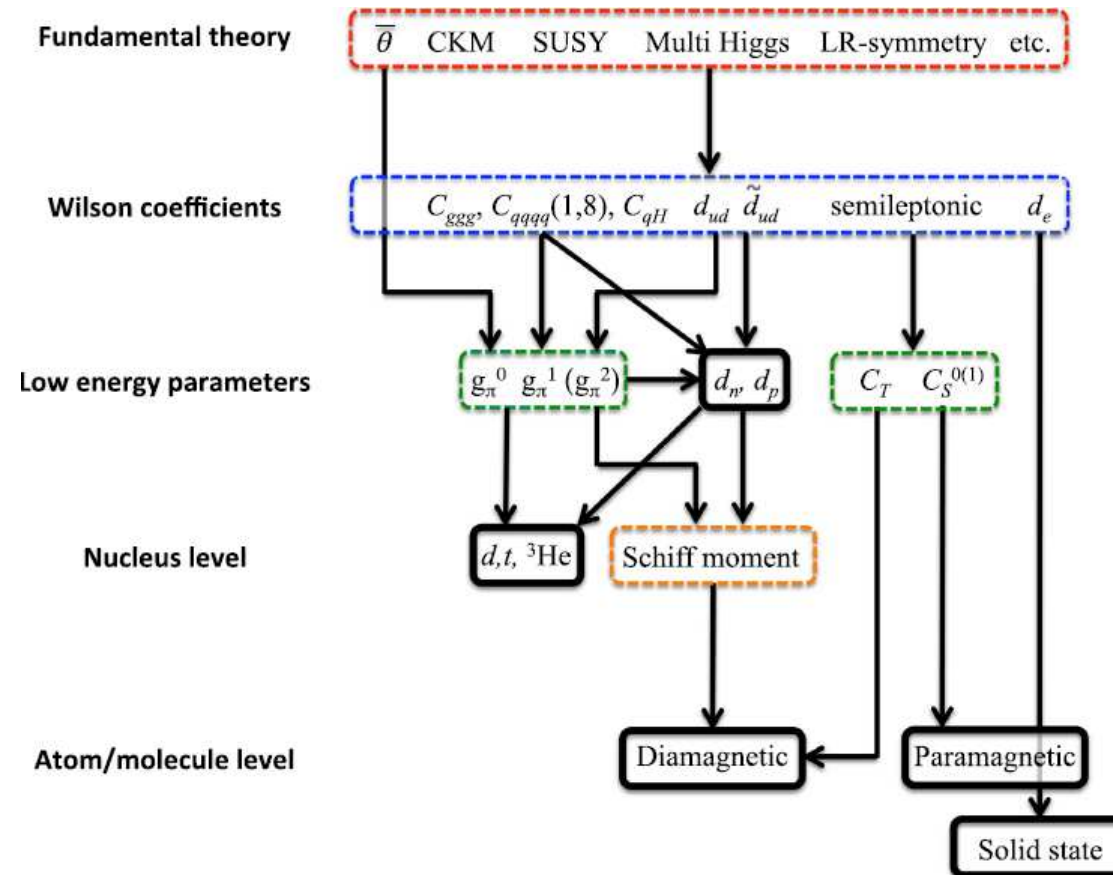 Fundamental theory θ̅ CKM SUSY Multi Higgs LR-symmetry etc.
Wilson coefficients C_ggg, C_qqqq(1,8), C_qH d_ud d̃_ud semileptonic d_e
Low energy parameters g_π^0 g_π^1 (g_π^2) d_n, d_p C_T C_S^0(1)
Nucleus level d,t, ³He Schiff moment
Atom/molecule level Diamagnetic Paramagnetic
Solid state